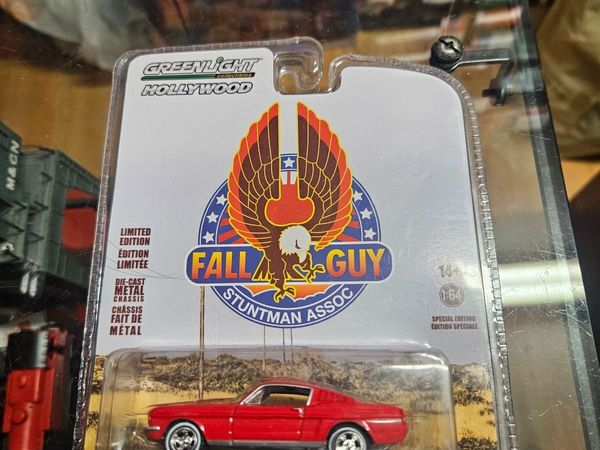 GREENLIGHT
collectibles
HOLLYWOOD
LIMITED
EDITION
ÉDITION
LIMITÉE
DIE-CAST
METAL
CHASSIS
CHÂSSIS
FAIT DE
MÉTAL
FALL GUY
STUNTMAN ASSOC
14+
1:64
SPECIAL EDITION
ÉDITION SPÉCIALE
M&CN